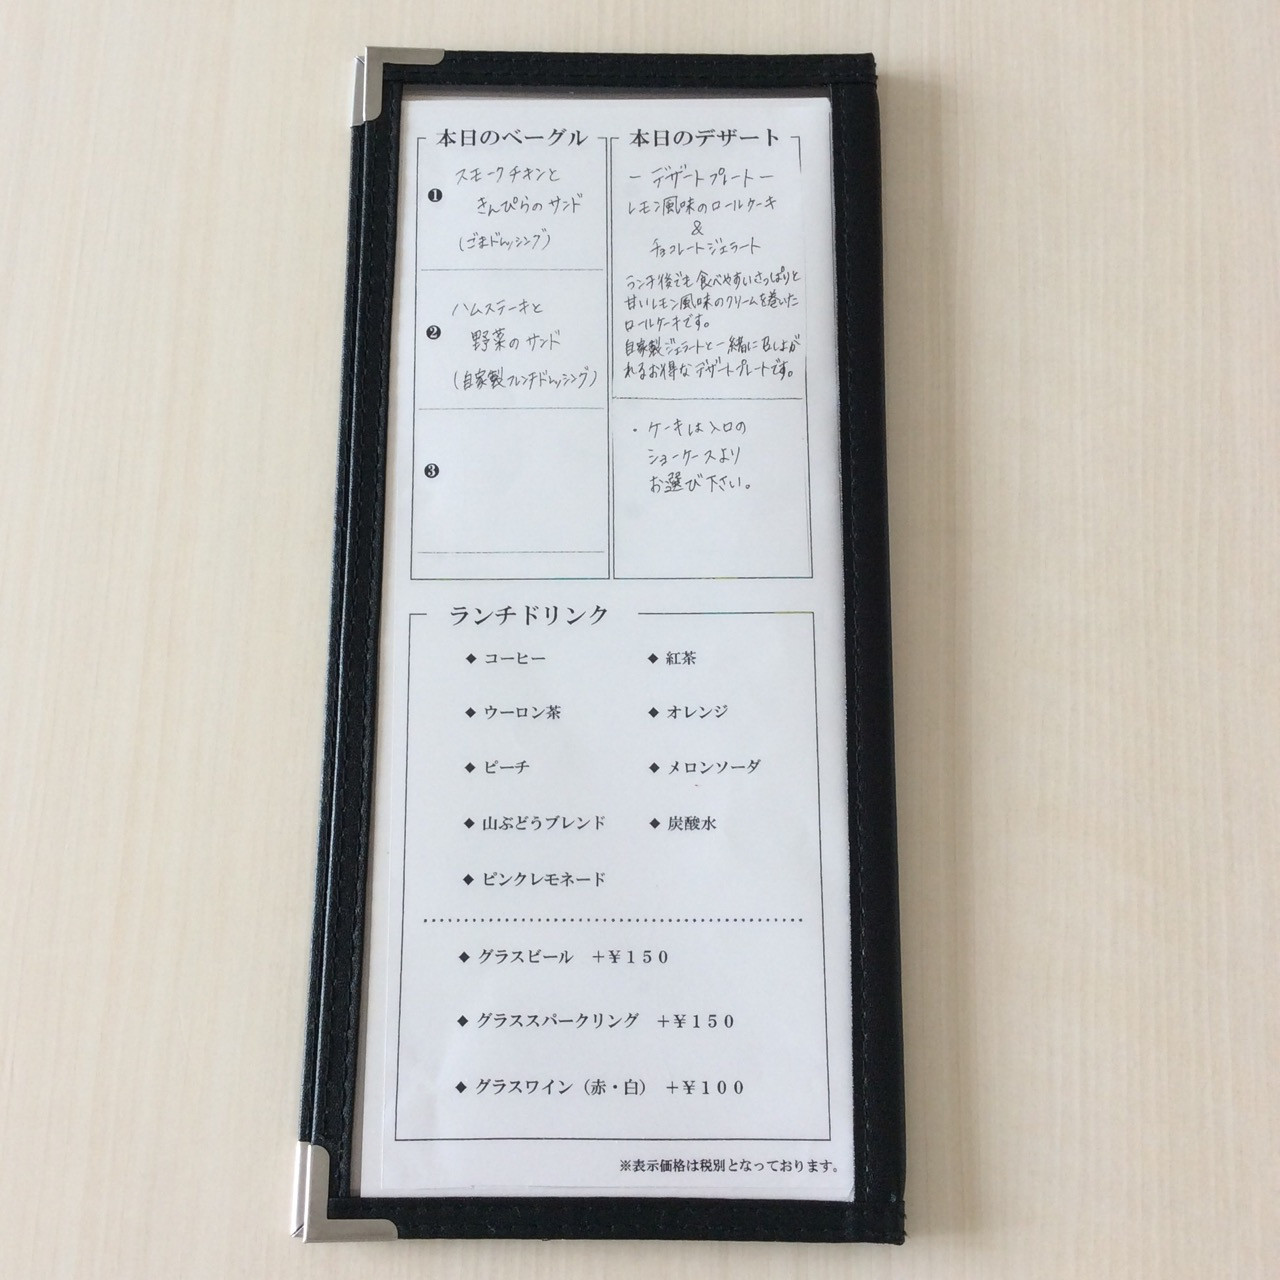 本日のベーグル
❶
スモークチキンと
きんぴらのサンド
(ごまドレッシング)
❷
ハムステーキと
野菜のサンド
(自家製フレンチドレッシング)
❸
本日のデザート
ー デザートプレート ー
レモン風味のロールケーキ
&
チョコレートジェラート
ランチ後でも食べやすいさっぱりと
甘いレモン風味のクリームを巻いた
ロールケーキです。
自家製ジェラートと一緒に召し上が
れるお得なデザートプレートです。
・ケーキは入口の
ショーケースより
お選び下さい。
ランチドリンク
◆ コーヒー ◆ 紅茶
◆ ウーロン茶 ◆ オレンジ
◆ ピーチ ◆ メロンソーダ
◆ 山ぶどうブレンド ◆ 炭酸水
◆ ピンクレモネード
◆ グラスビール ＋￥１５０
◆ グラススパークリング ＋￥１５０
◆ グラスワイン（赤・白） ＋￥１００
※表示価格は税別となっております。